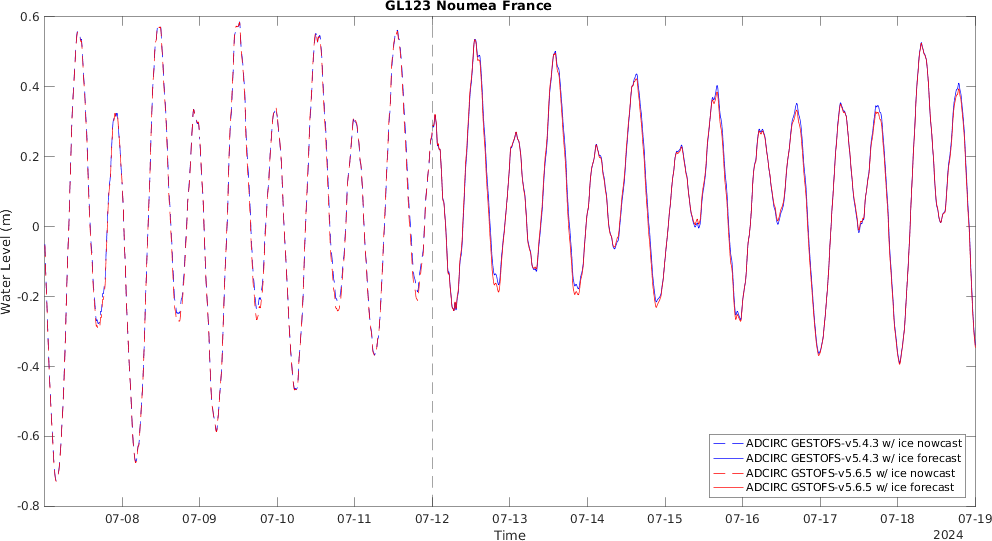 GL123 Noumea France
0.6
0.4
0.2
0
-0.2
-0.4
-0.6
-0.8
Water Level (m)
ADCIRC GESTOFS-v5.4.3 w/ ice nowcast
ADCIRC GESTOFS-v5.4.3 w/ ice forecast
ADCIRC GSTOFS-v5.6.5 w/ ice nowcast
ADCIRC GSTOFS-v5.6.5 w/ ice forecast
07-08 07-09 07-10 07-11 07-12 07-13 07-14 07-15 07-16 07-17 07-18 07-19
Time
2024